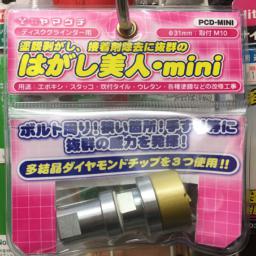 ヤマウチ
ディスクグラインダー用
PCD-MINI
φ31mm・取付 M10
塗膜剥がし、接着剤除去に抜群の
はがし美人・mini
用途：エポキシ・スタッコ・吹付タイル・ウレタン・各種塗膜などの改修工事
ボルト周り！狭い箇所！手すり等に
抜群の威力を発揮！
多結晶ダイヤモンドチップを３つ使用!!